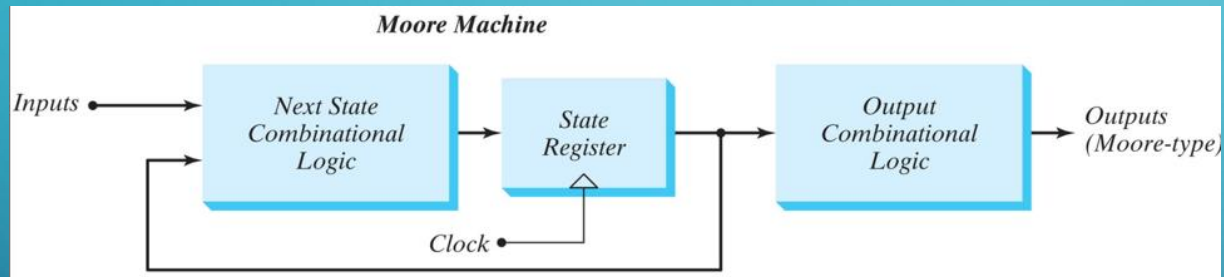 Moore Machine
Inputs
Next State
Combinational
Logic
State
Register
Output
Combinational
Logic
Outputs
(Moore-type)
Clock